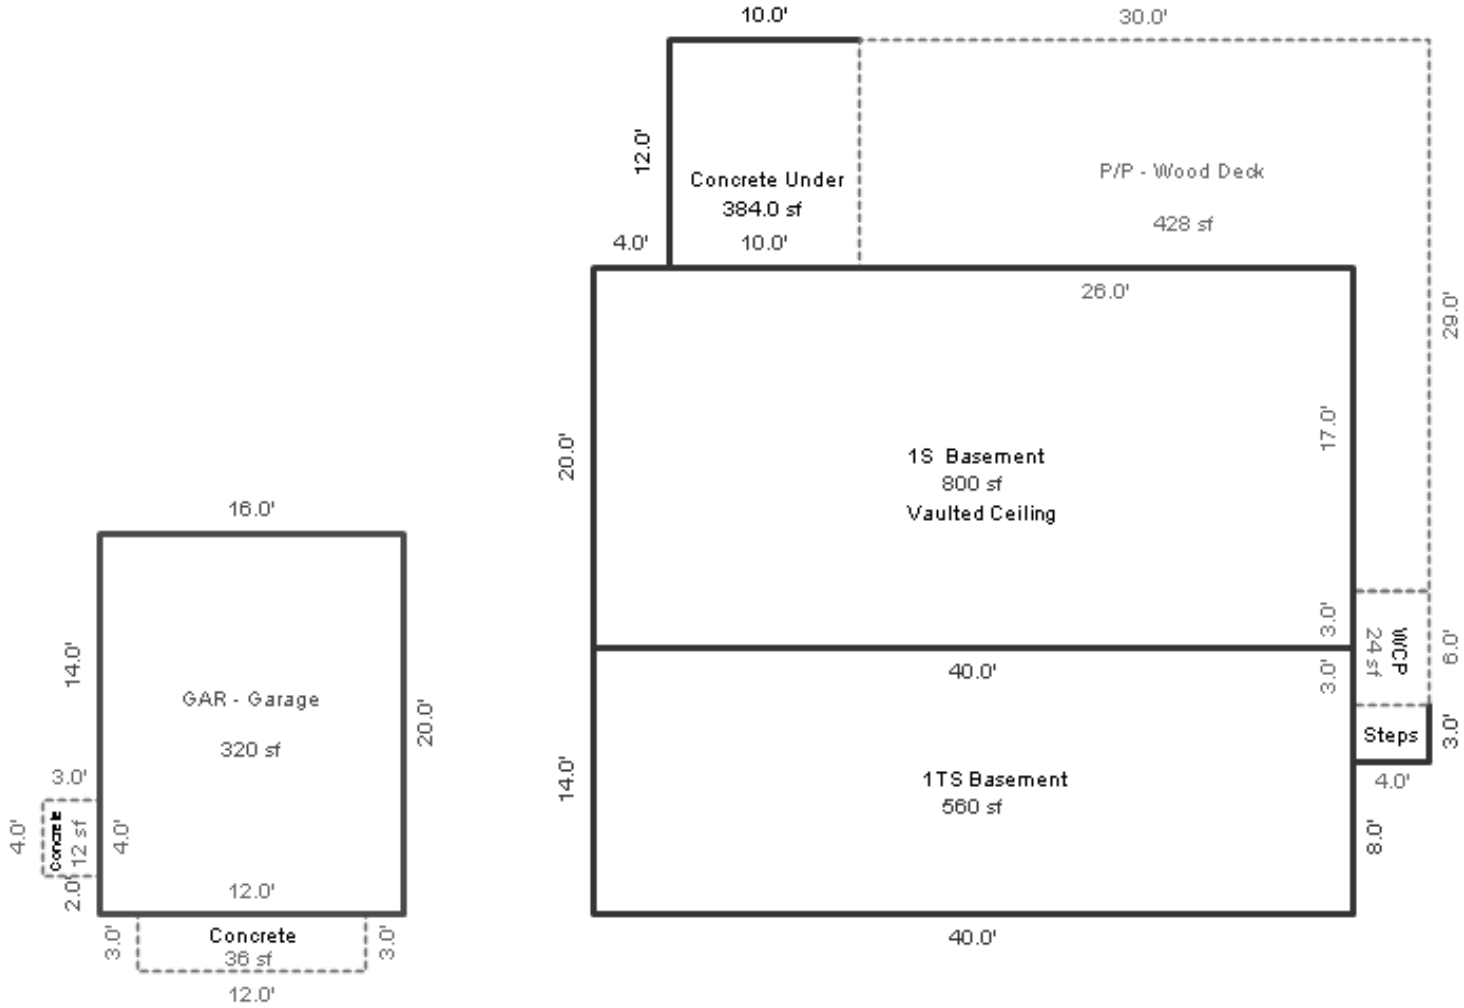 10.0'
30.0'
12.0'
Concrete Under
384.0 sf
P/P - Wood Deck
428 sf
4.0'
10.0'
26.0'
29.0'
20.0'
17.0'
1S Basement
800 sf
Vaulted Ceiling
3.0'
WCP
24 sf
6.0'
40.0'
3.0'
Steps
3.0'
4.0'
14.0'
1TS Basement
560 sf
8.0'
40.0'
16.0'
14.0'
GAR - Garage
320 sf
20.0'
3.0'
4.0'
Concrete
12 sf
4.0'
2.0'
12.0'
3.0'
Concrete
36 sf
3.0'
12.0'